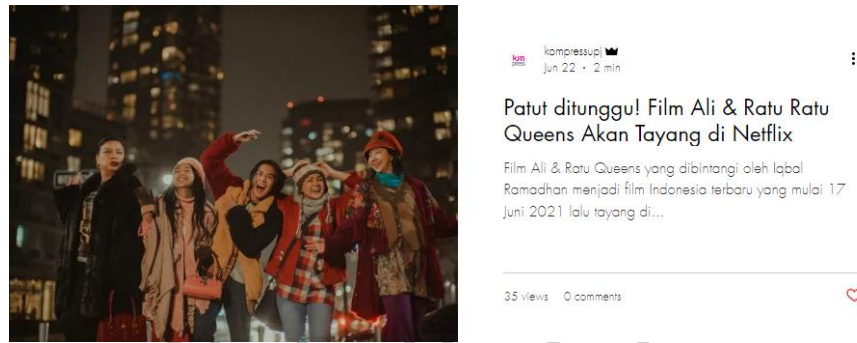 km
press
kompressupj
Jun 22 · 2 min
Patut ditunggu! Film Ali & Ratu Ratu
Queens Akan Tayang di Netflix
Film Ali & Ratu Queens yang dibintangi oleh Iqbal
Ramadhan menjadi film Indonesia terbaru yang mulai 17
Juni 2021 lalu tayang di...
35 views 0 comments